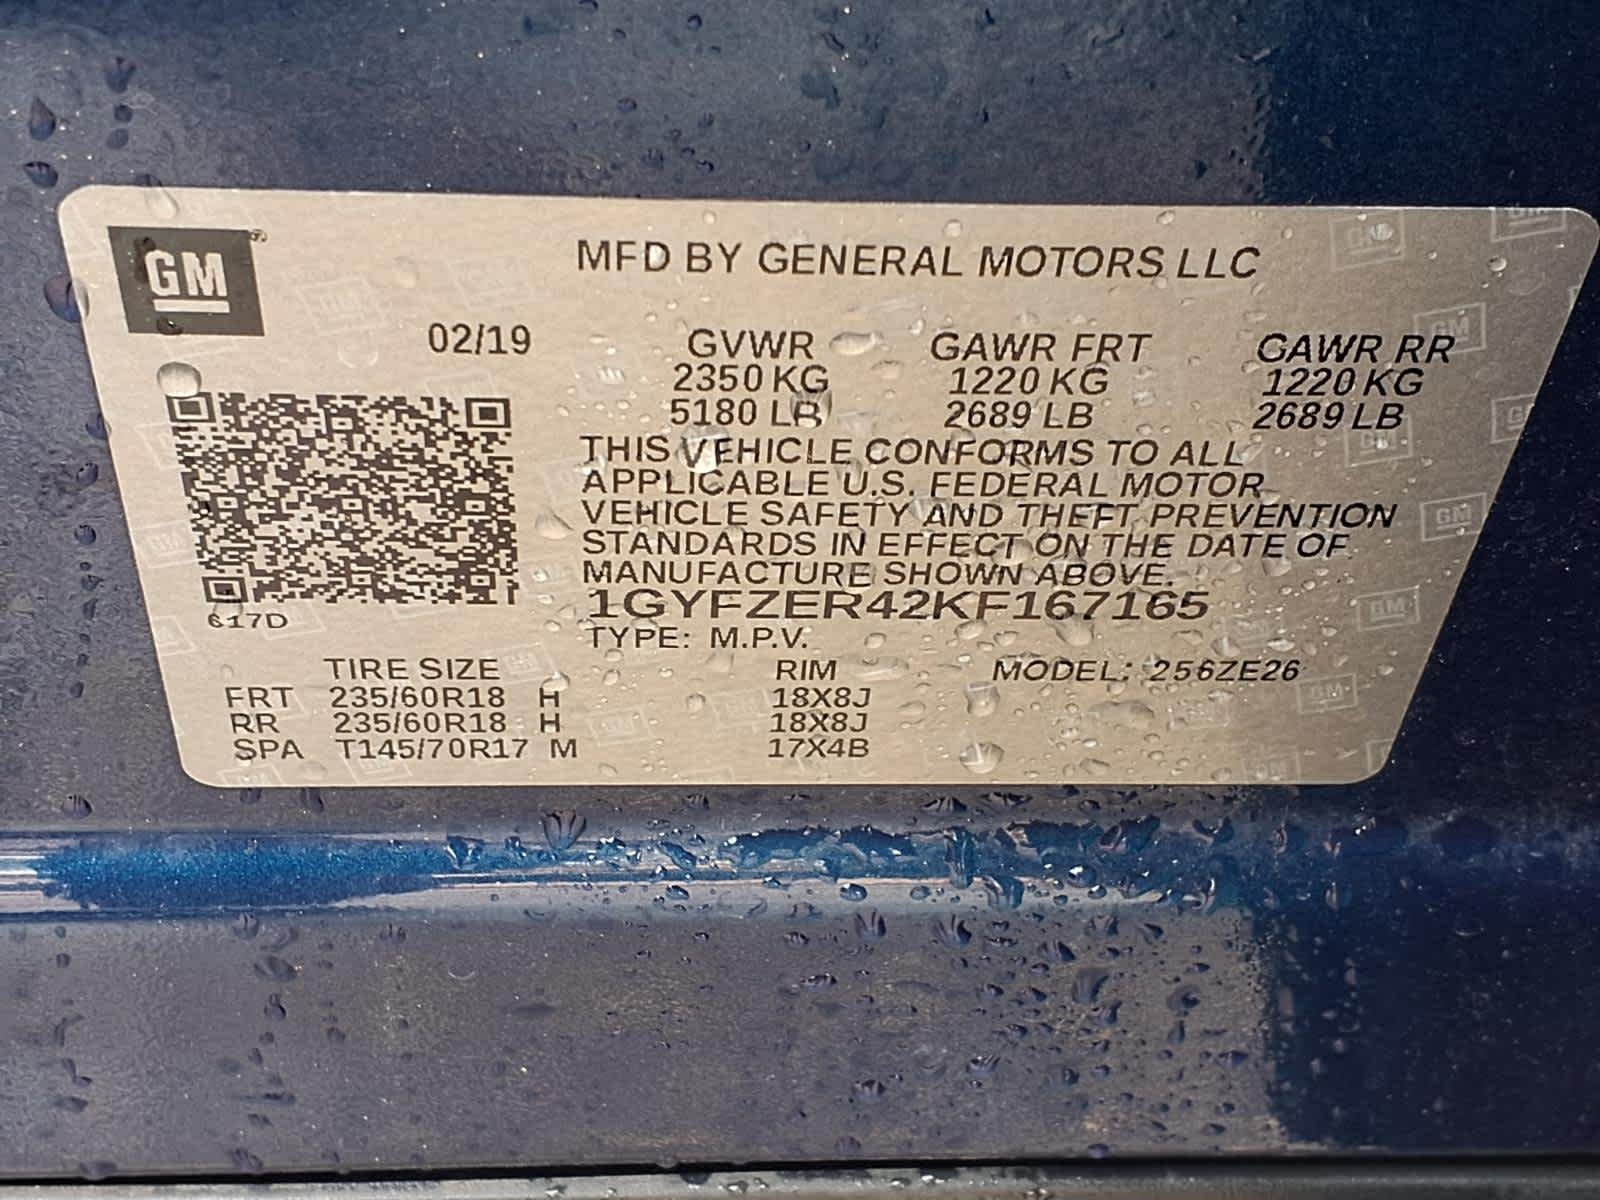 GM
MFD BY GENERAL MOTORS LLC
02/19
GVWR GAWR FRT GAWR RR
2350 KG 1220 KG 1220 KG
5180 LB 2689 LB 2689 LB
THIS VEHICLE CONFORMS TO ALL
APPLICABLE U.S. FEDERAL MOTOR
VEHICLE SAFETY AND THEFT PREVENTION
STANDARDS IN EFFECT ON THE DATE OF
MANUFACTURE SHOWN ABOVE.
1GYFZER42KF167165
617D
TYPE: M.P.V.
TIRE SIZE RIM MODEL: 256ZE26
FRT 235/60R18 H 18X8J
RR 235/60R18 H 18X8J
SPA T145/70R17 M 17X4B